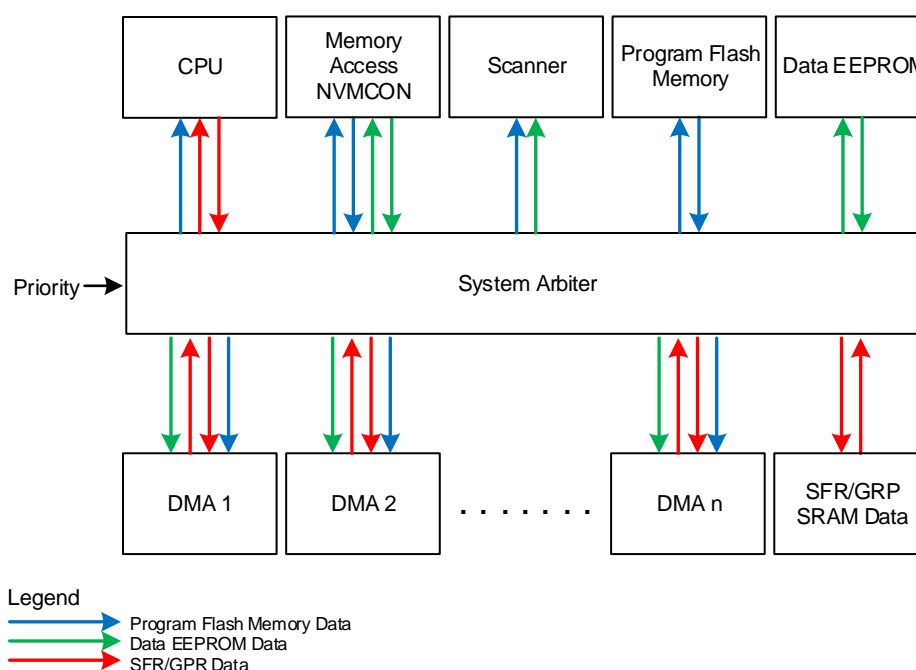 CPU
Memory
Access
NVMCON
Scanner
Program Flash
Memory
Data EEPROM
Priority
System Arbiter
DMA 1
DMA 2
. . . . . . .
DMA n
SFR/GRP
SRAM Data
Legend
Program Flash Memory Data
Data EEPROM Data
SFR/GPR Data